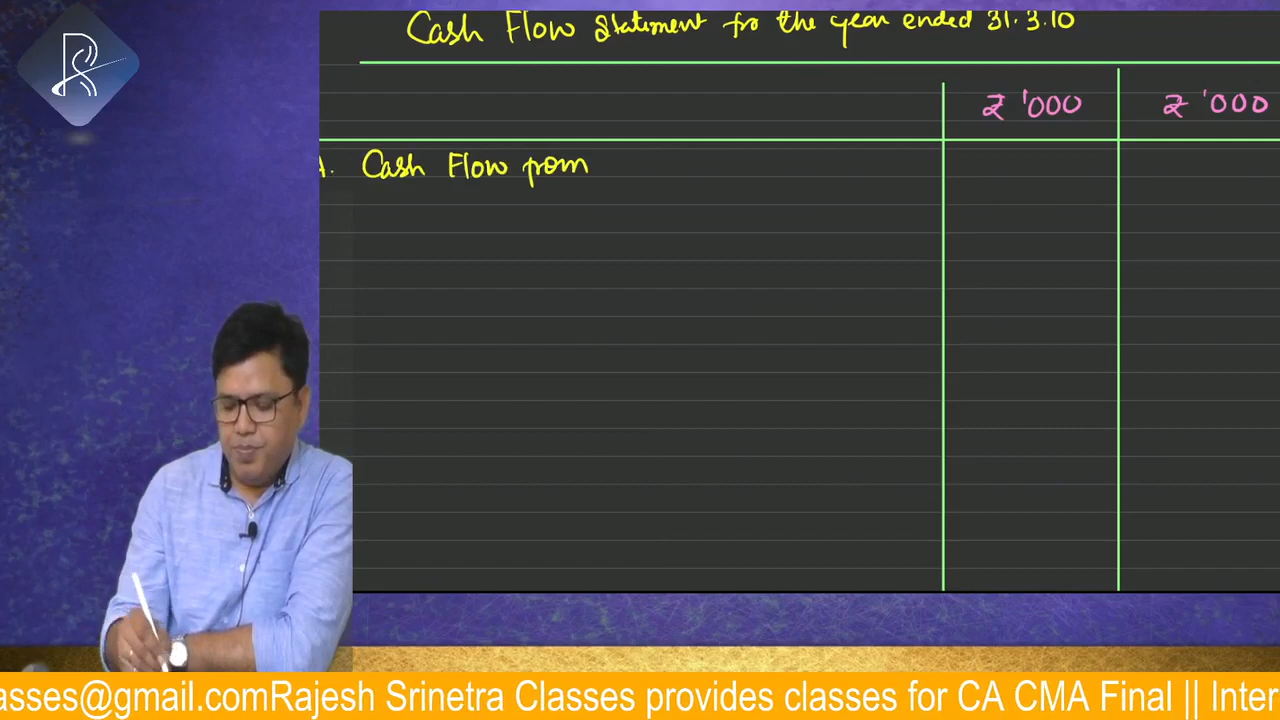 Cash Flow Statement for the year ended 31.3.10
₹ '000 ₹ '000
A. Cash Flow from
asses@gmail.comRajesh Srinetra Classes provides classes for CA CMA Final || Inter